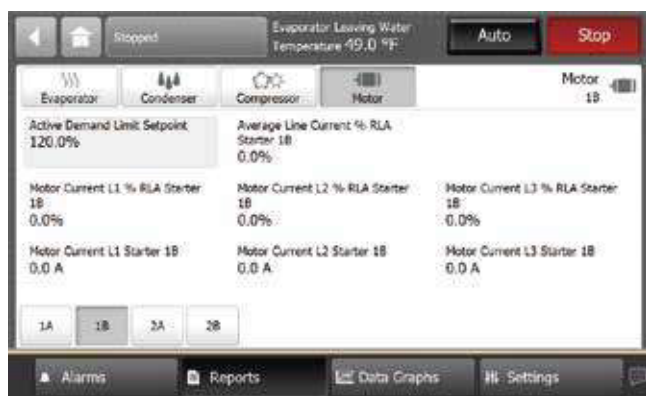 Stopped
Evaporator Leaving Water
Temperature 49.0 °F
Auto
Stop
Evaporator
Condenser
Compressor
Motor
Motor
1B
Active Demand Limit Setpoint
120.0%
Average Line Current % RLA
Starter 1B
0.0%
Motor Current L1 % RLA Starter
1B
0.0%
Motor Current L2 % RLA Starter
1B
0.0%
Motor Current L3 % RLA Starter
1B
0.0%
Motor Current L1 Starter 1B
0.0 A
Motor Current L2 Starter 1B
0.0 A
Motor Current L3 Starter 1B
0.0 A
1A
1B
2A
2B
Alarms
Reports
Data Graphs
Settings